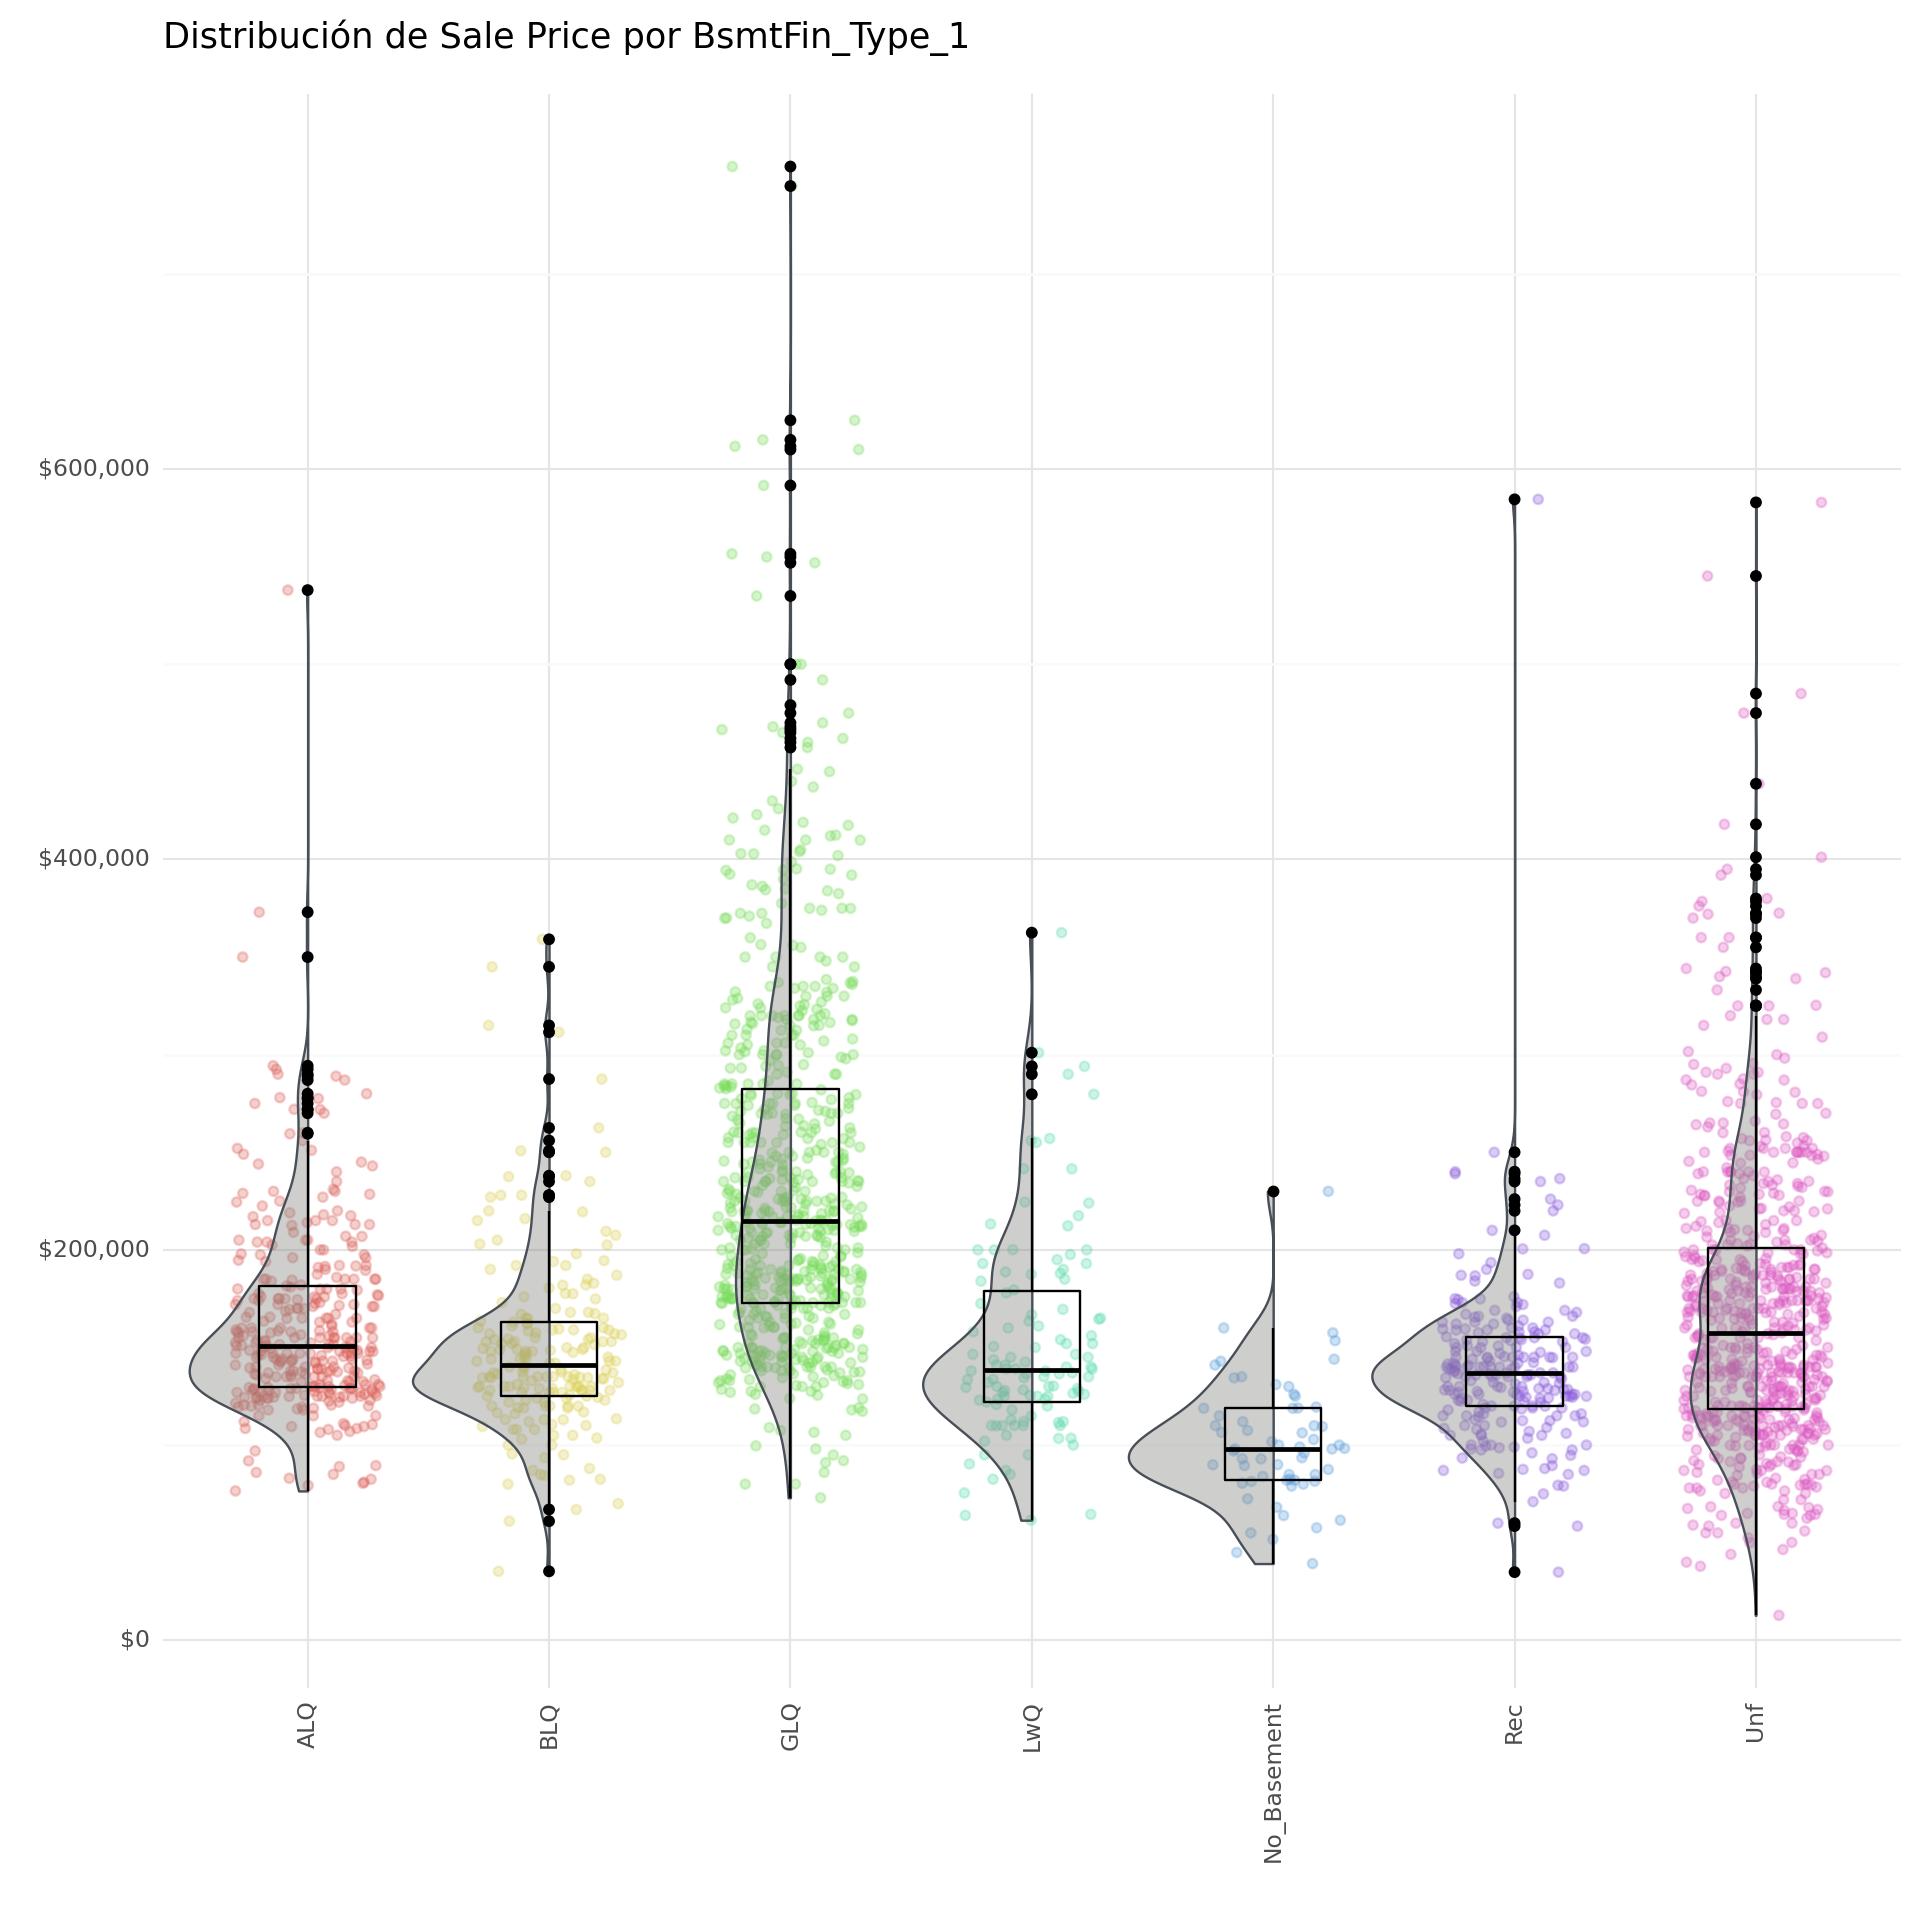 Distribución de Sale Price por BsmtFin_Type_1
$600,000
$400,000
$200,000
$0
ALQ
BLQ
GLQ
LwQ
No_Basement
Rec
Unf